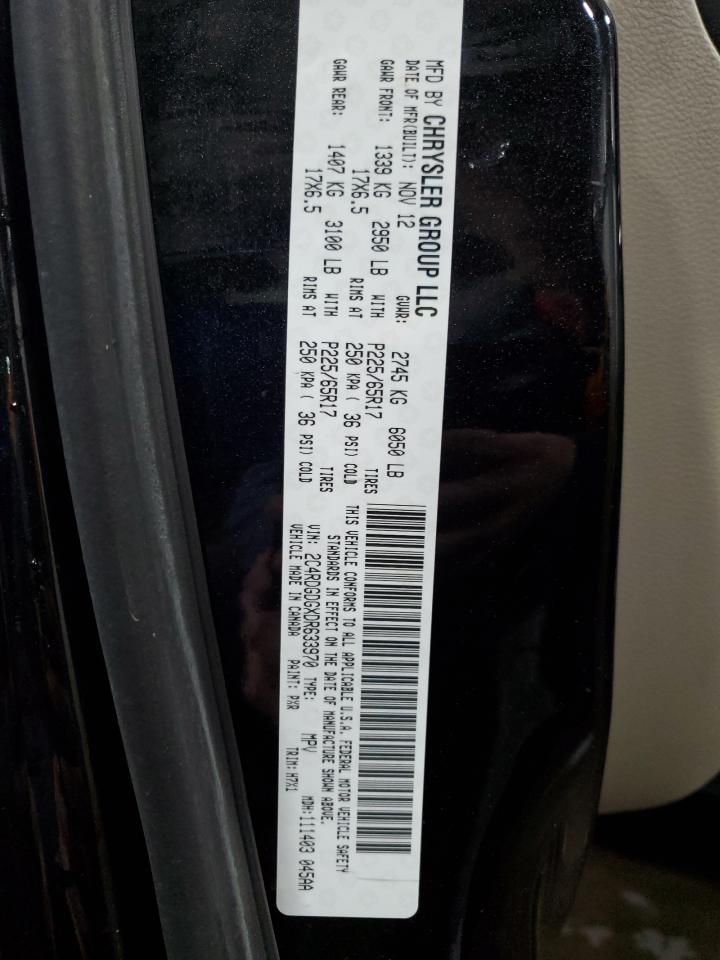 MFD BY CHRYSLER GROUP LLC
DATE OF MFR(BUILT): NOV 12 GVWR: 2745 KG 6050 LB
GAWR FRONT: 1339 KG 2950 LB WITH P225/65R17 TIRES
17X6.5 RIMS AT 250 KPA ( 36 PSI) COLD
GAWR REAR: 1407 KG 3100 LB WITH P225/65R17 TIRES
17X6.5 RIMS AT 250 KPA ( 36 PSI) COLD
THIS VEHICLE CONFORMS TO ALL APPLICABLE U.S.A. FEDERAL MOTOR VEHICLE SAFETY
STANDARDS IN EFFECT ON THE DATE OF MANUFACTURE SHOWN ABOVE.
VIN: 2C4RDGDGXDR633970 TYPE: MPV MDH:111403 045AA
VEHICLE MADE IN CANADA PAINT: PXR TRIM: H7X1